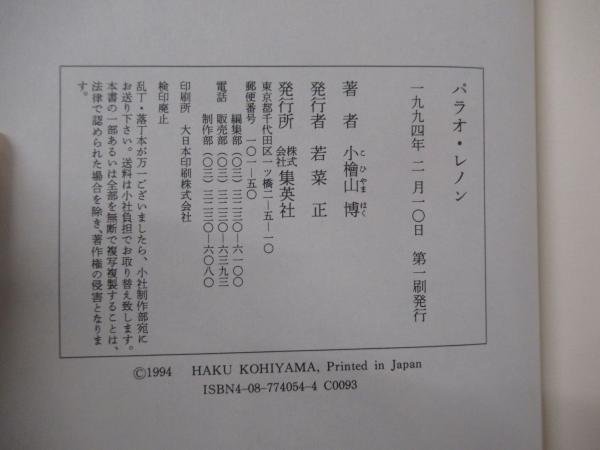 パラオ・レノン
一九九四年二月一〇日 第一刷発行
著者 小檜山博
こひやまはく
発行者 若菜正
発行所 株式会社 集英社
東京都千代田区一ツ橋二―五―一〇
郵便番号 一〇一―五〇
編集部(〇三)三二三〇―六一〇〇
電話 販売部(〇三)三二三〇―六三九三
制作部(〇三)三二三〇―六〇八〇
印刷所 大日本印刷株式会社
検印廃止
乱丁・落丁本が万一ございましたら、小社制作部宛に
お送り下さい。送料は小社負担でお取り替え致します。
本書の一部あるいは全部を無断で複写複製することは、
法律で認められた場合を除き、著作権の侵害となりま
す。
©1994 HAKU KOHIYAMA, Printed in Japan
ISBN4-08-774054-4 C0093